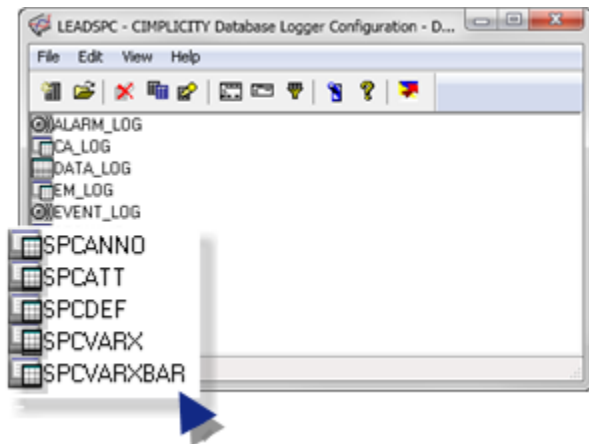 LEADSPC - CIMPLICITY Database Logger Configuration - D...
File Edit View Help
ALARM_LOG
CA_LOG
DATA_LOG
EM_LOG
EVENT_LOG
SPCANNO
SPCATT
SPCDEF
SPCVARX
SPCVARXBAR